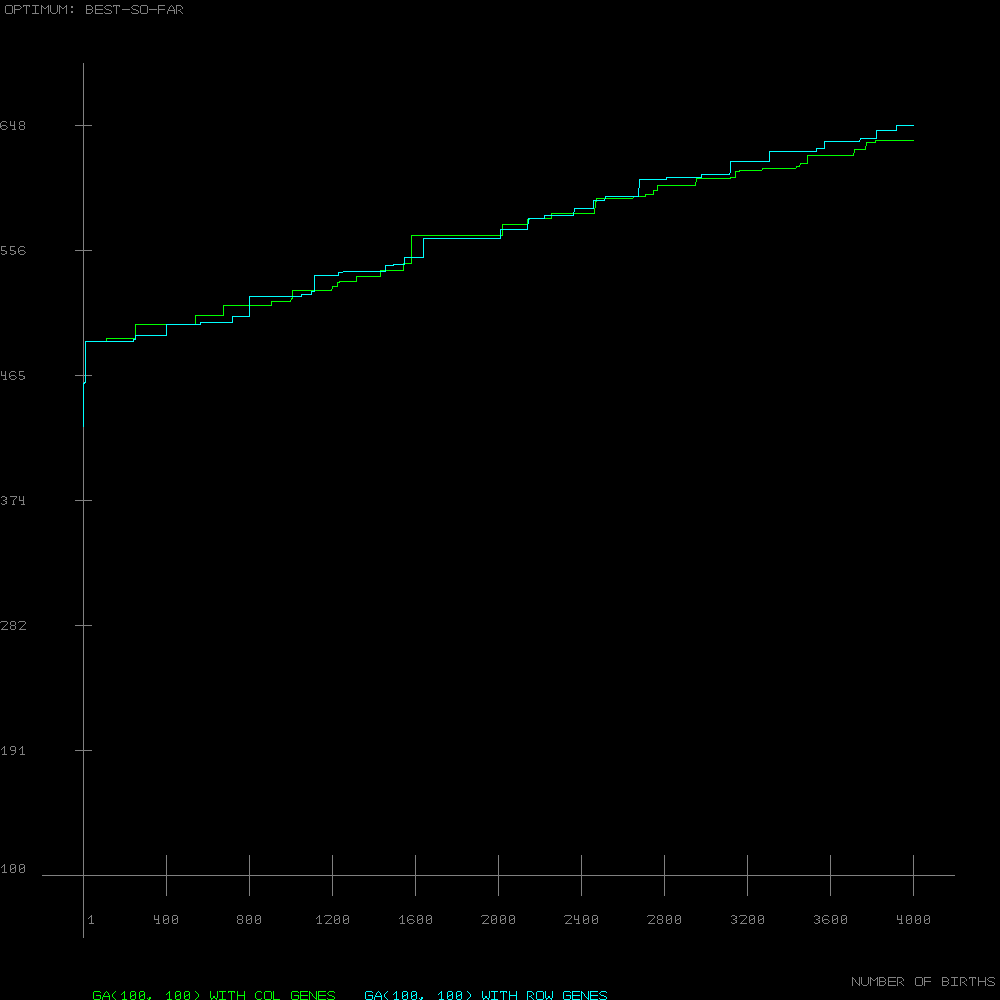 OPTIMUM: BEST-SO-FAR
648
556
465
374
282
191
100
1 400 800 1200 1600 2000 2400 2800 3200 3600 4000
NUMBER OF BIRTHS
GA(100, 100) WITH COL GENES GA(100, 100) WITH ROW GENES